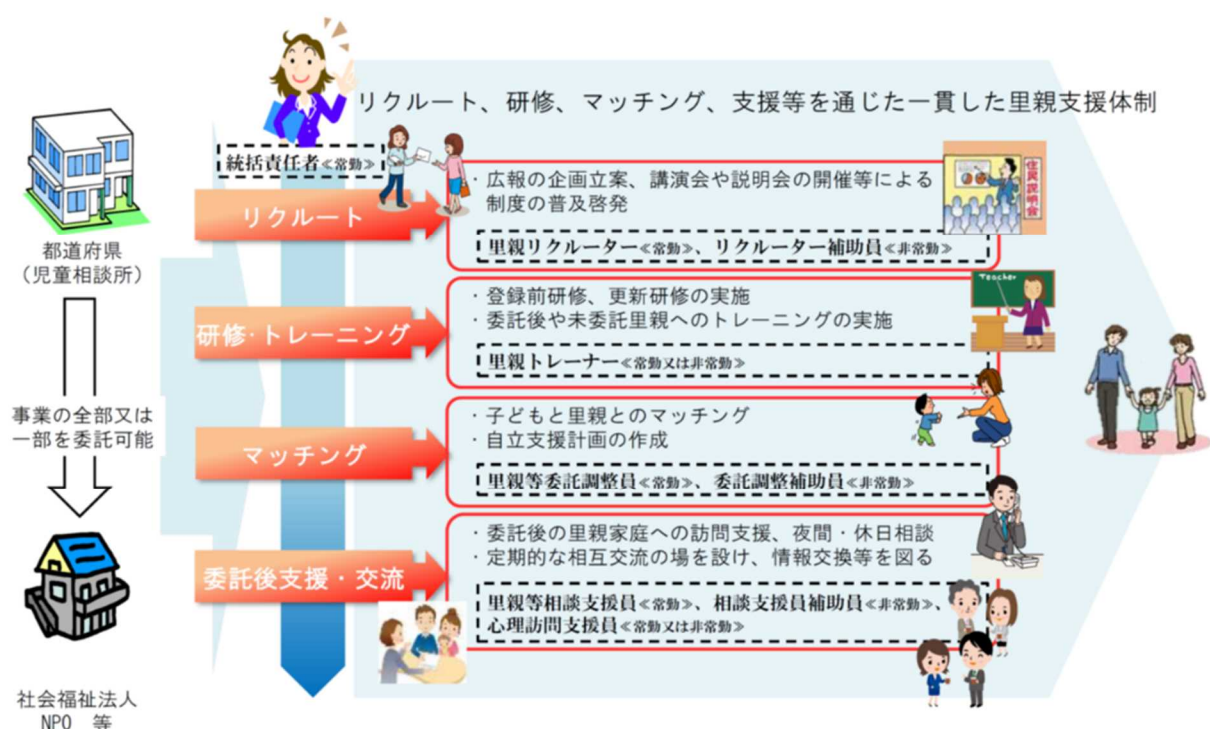 リクルート、研修、マッチング、支援等を通じた一貫した里親支援体制
統括責任者≪常勤≫
都道府県
（児童相談所）
事業の全部又は
一部を委託可能
社会福祉法人
NPO　等
リクルート
・広報の企画立案、講演会や説明会の開催等による
制度の普及啓発
里親リクルーター≪常勤≫、リクルーター補助員≪非常勤≫
住民説明会
研修･トレーニング
・登録前研修、更新研修の実施
・委託後や未委託里親へのトレーニングの実施
里親トレーナー≪常勤又は非常勤≫
Teacher
マッチング
・子どもと里親とのマッチング
・自立支援計画の作成
里親等委託調整員≪常勤≫、委託調整補助員≪非常勤≫
委託後支援・交流
・委託後の里親家庭への訪問支援、夜間・休日相談
・定期的な相互交流の場を設け、情報交換等を図る
里親等相談支援員≪常勤≫、相談支援員補助員≪非常勤≫、
心理訪問支援員≪常勤又は非常勤≫